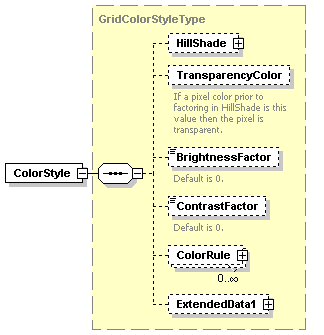 GridColorStyleType
HillShade
TransparencyColor
If a pixel color prior to
factoring in HillShade is this
value then the pixel is
transparent.
ColorStyle
BrightnessFactor
Default is 0.
ContrastFactor
Default is 0.
ColorRule
0..∞
ExtendedData1